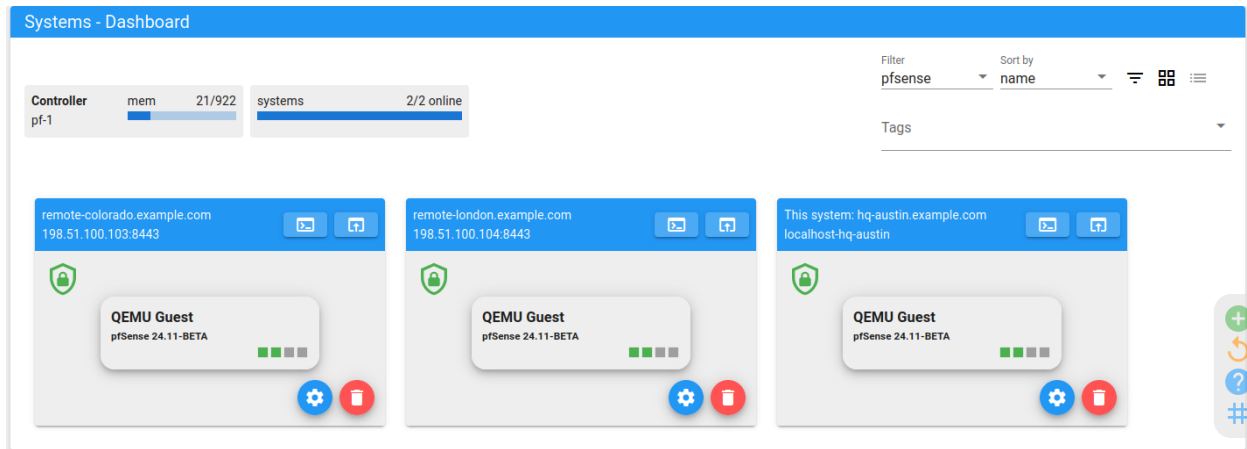 Systems - Dashboard
Filter
pfsense
Sort by
name
Controller
mem
21/922
pf-1
systems
2/2 online
Tags
remote-colorado.example.com
198.51.100.103:8443
QEMU Guest
pfSense 24.11-BETA
remote-london.example.com
198.51.100.104:8443
QEMU Guest
pfSense 24.11-BETA
This system: hq-austin.example.com
localhost-hq-austin
QEMU Guest
pfSense 24.11-BETA